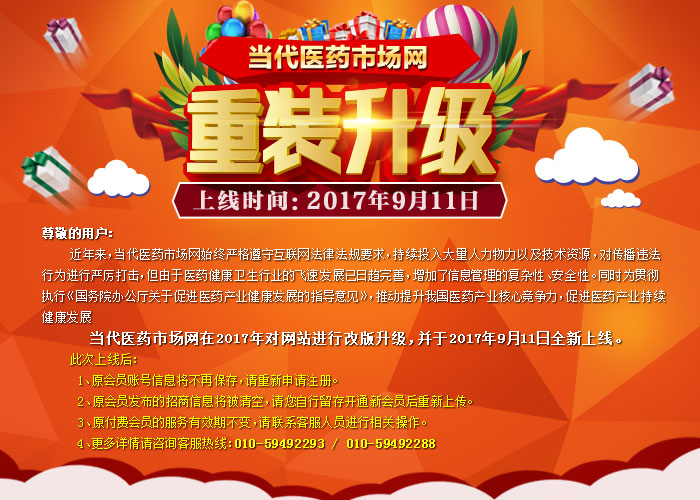 当代医药市场网
重装升级
上线时间：2017年9月11日
尊敬的用户：
近年来，当代医药市场网始终严格遵守互联网法律法规要求，持续投入大量人力物力以及技术资源，对传播违法
行为进行严厉打击，但由于医药健康卫生行业的飞速发展已日趋完善，增加了信息管理的复杂性、安全性。同时为贯彻
执行《国务院办公厅关于促进医药产业健康发展的指导意见》，推动提升我国医药产业核心竞争力，促进医药产业持续
健康发展
当代医药市场网在2017年对网站进行改版升级，并于2017年9月11日全新上线。
此次上线后：
1、原会员账号信息将不再保存，请重新申请注册。
2、原会员发布的招商信息将被清空，请您自行留存开通新会员后重新上传。
3、原付费会员的服务有效期不变，请联系客服人员进行相关操作。
4、更多详情请咨询客服热线：010-59492293 / 010-59492288